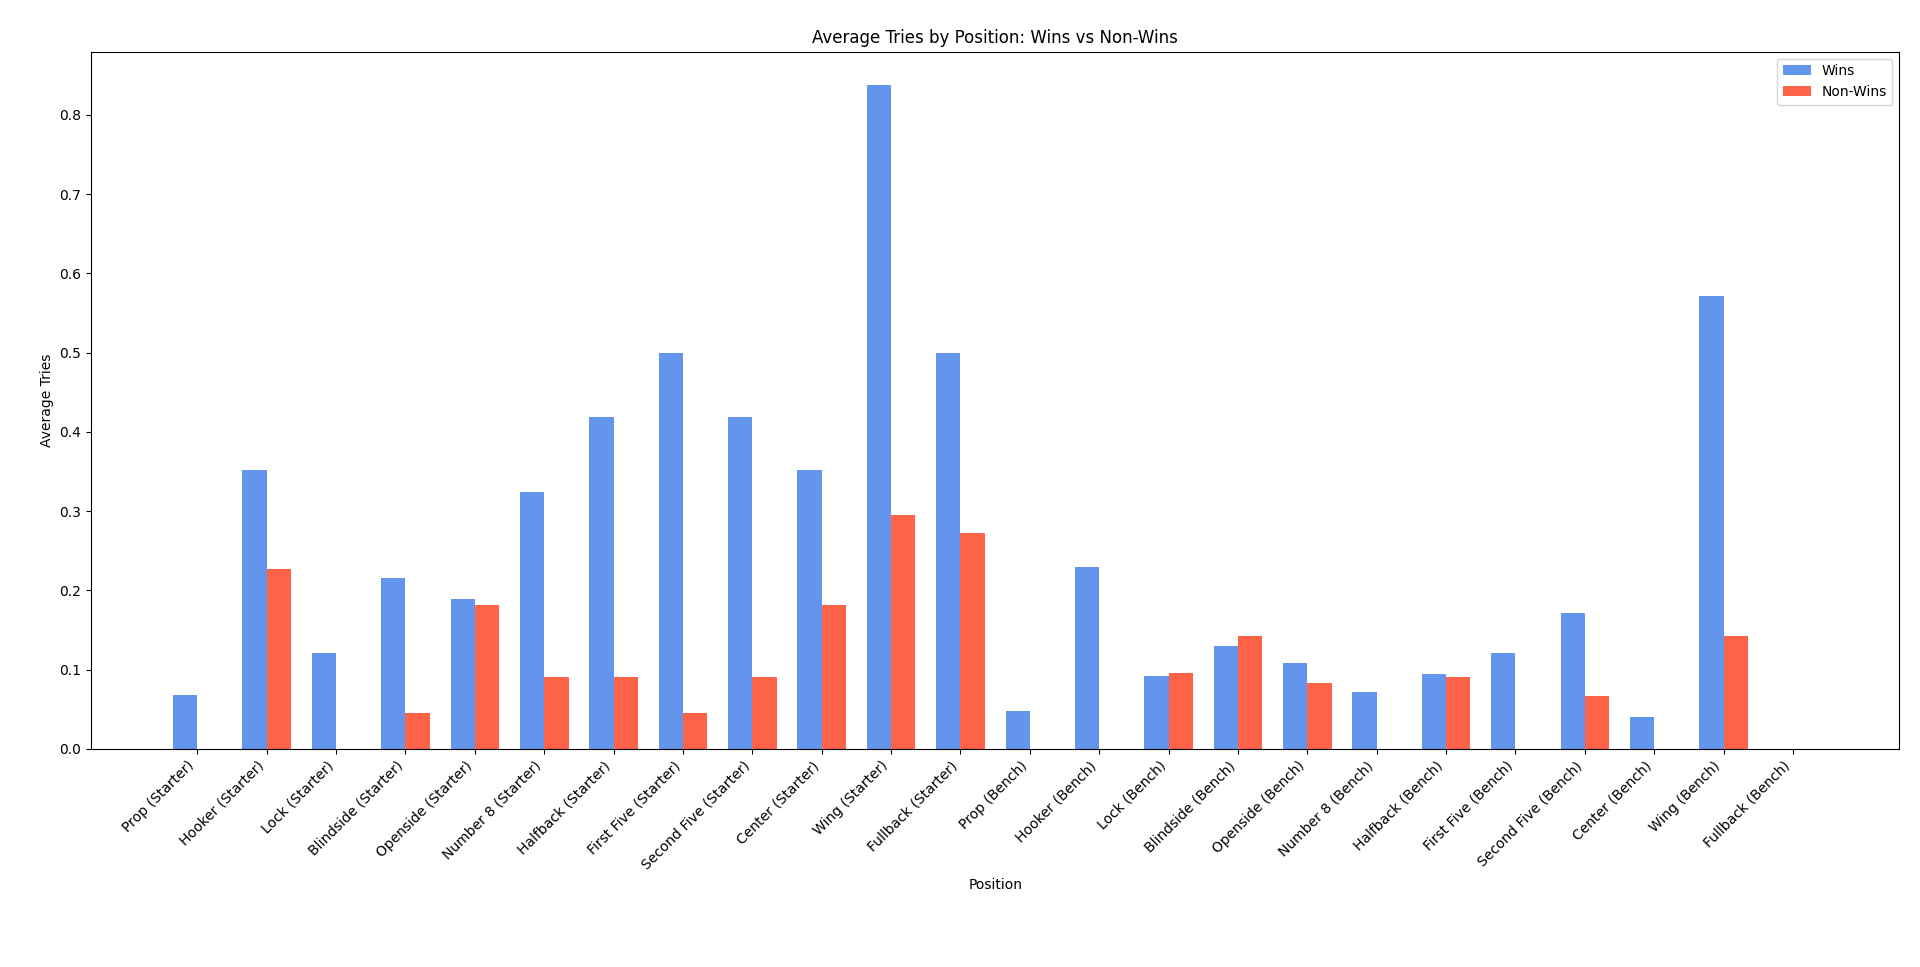 Average Tries by Position: Wins vs Non-Wins
Wins
Non-Wins
Average Tries
0.8
0.7
0.6
0.5
0.4
0.3
0.2
0.1
0.0
Prop (Starter)
Hooker (Starter)
Lock (Starter)
Blindside (Starter)
Openside (Starter)
Number 8 (Starter)
Halfback (Starter)
First Five (Starter)
Second Five (Starter)
Center (Starter)
Wing (Starter)
Fullback (Starter)
Prop (Bench)
Hooker (Bench)
Lock (Bench)
Blindside (Bench)
Openside (Bench)
Number 8 (Bench)
Halfback (Bench)
First Five (Bench)
Second Five (Bench)
Center (Bench)
Wing (Bench)
Fullback (Bench)
Position